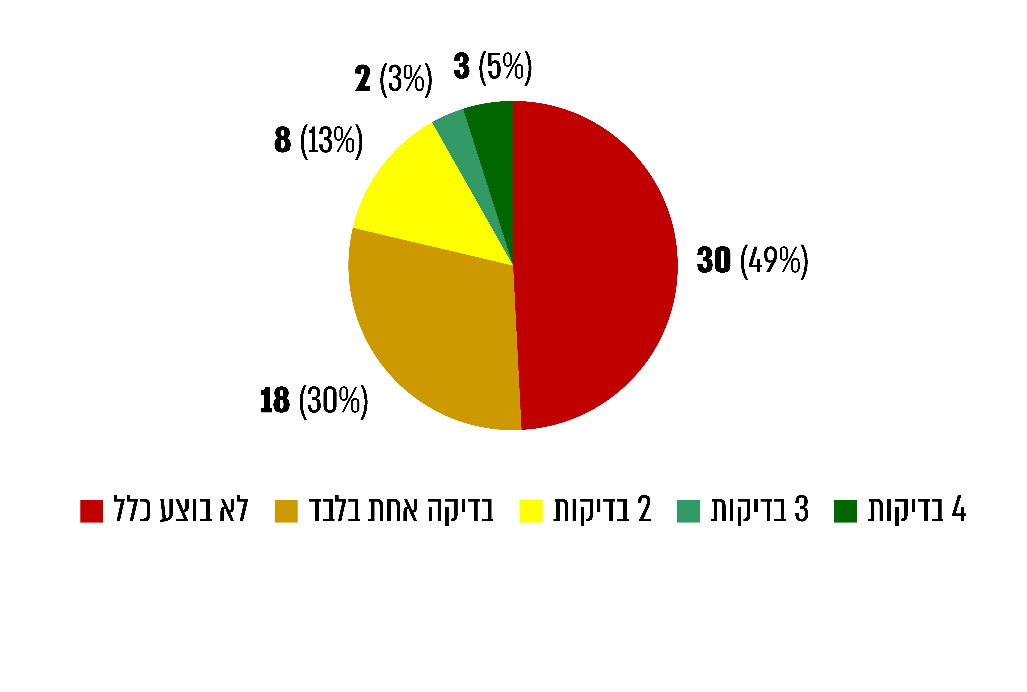 3 (5%)
2 (3%)
8 (13%)
30 (49%)
18 (30%)
לא בוצע כלל
בדיקה אחת בלבד
2 בדיקות
3 בדיקות
4 בדיקות